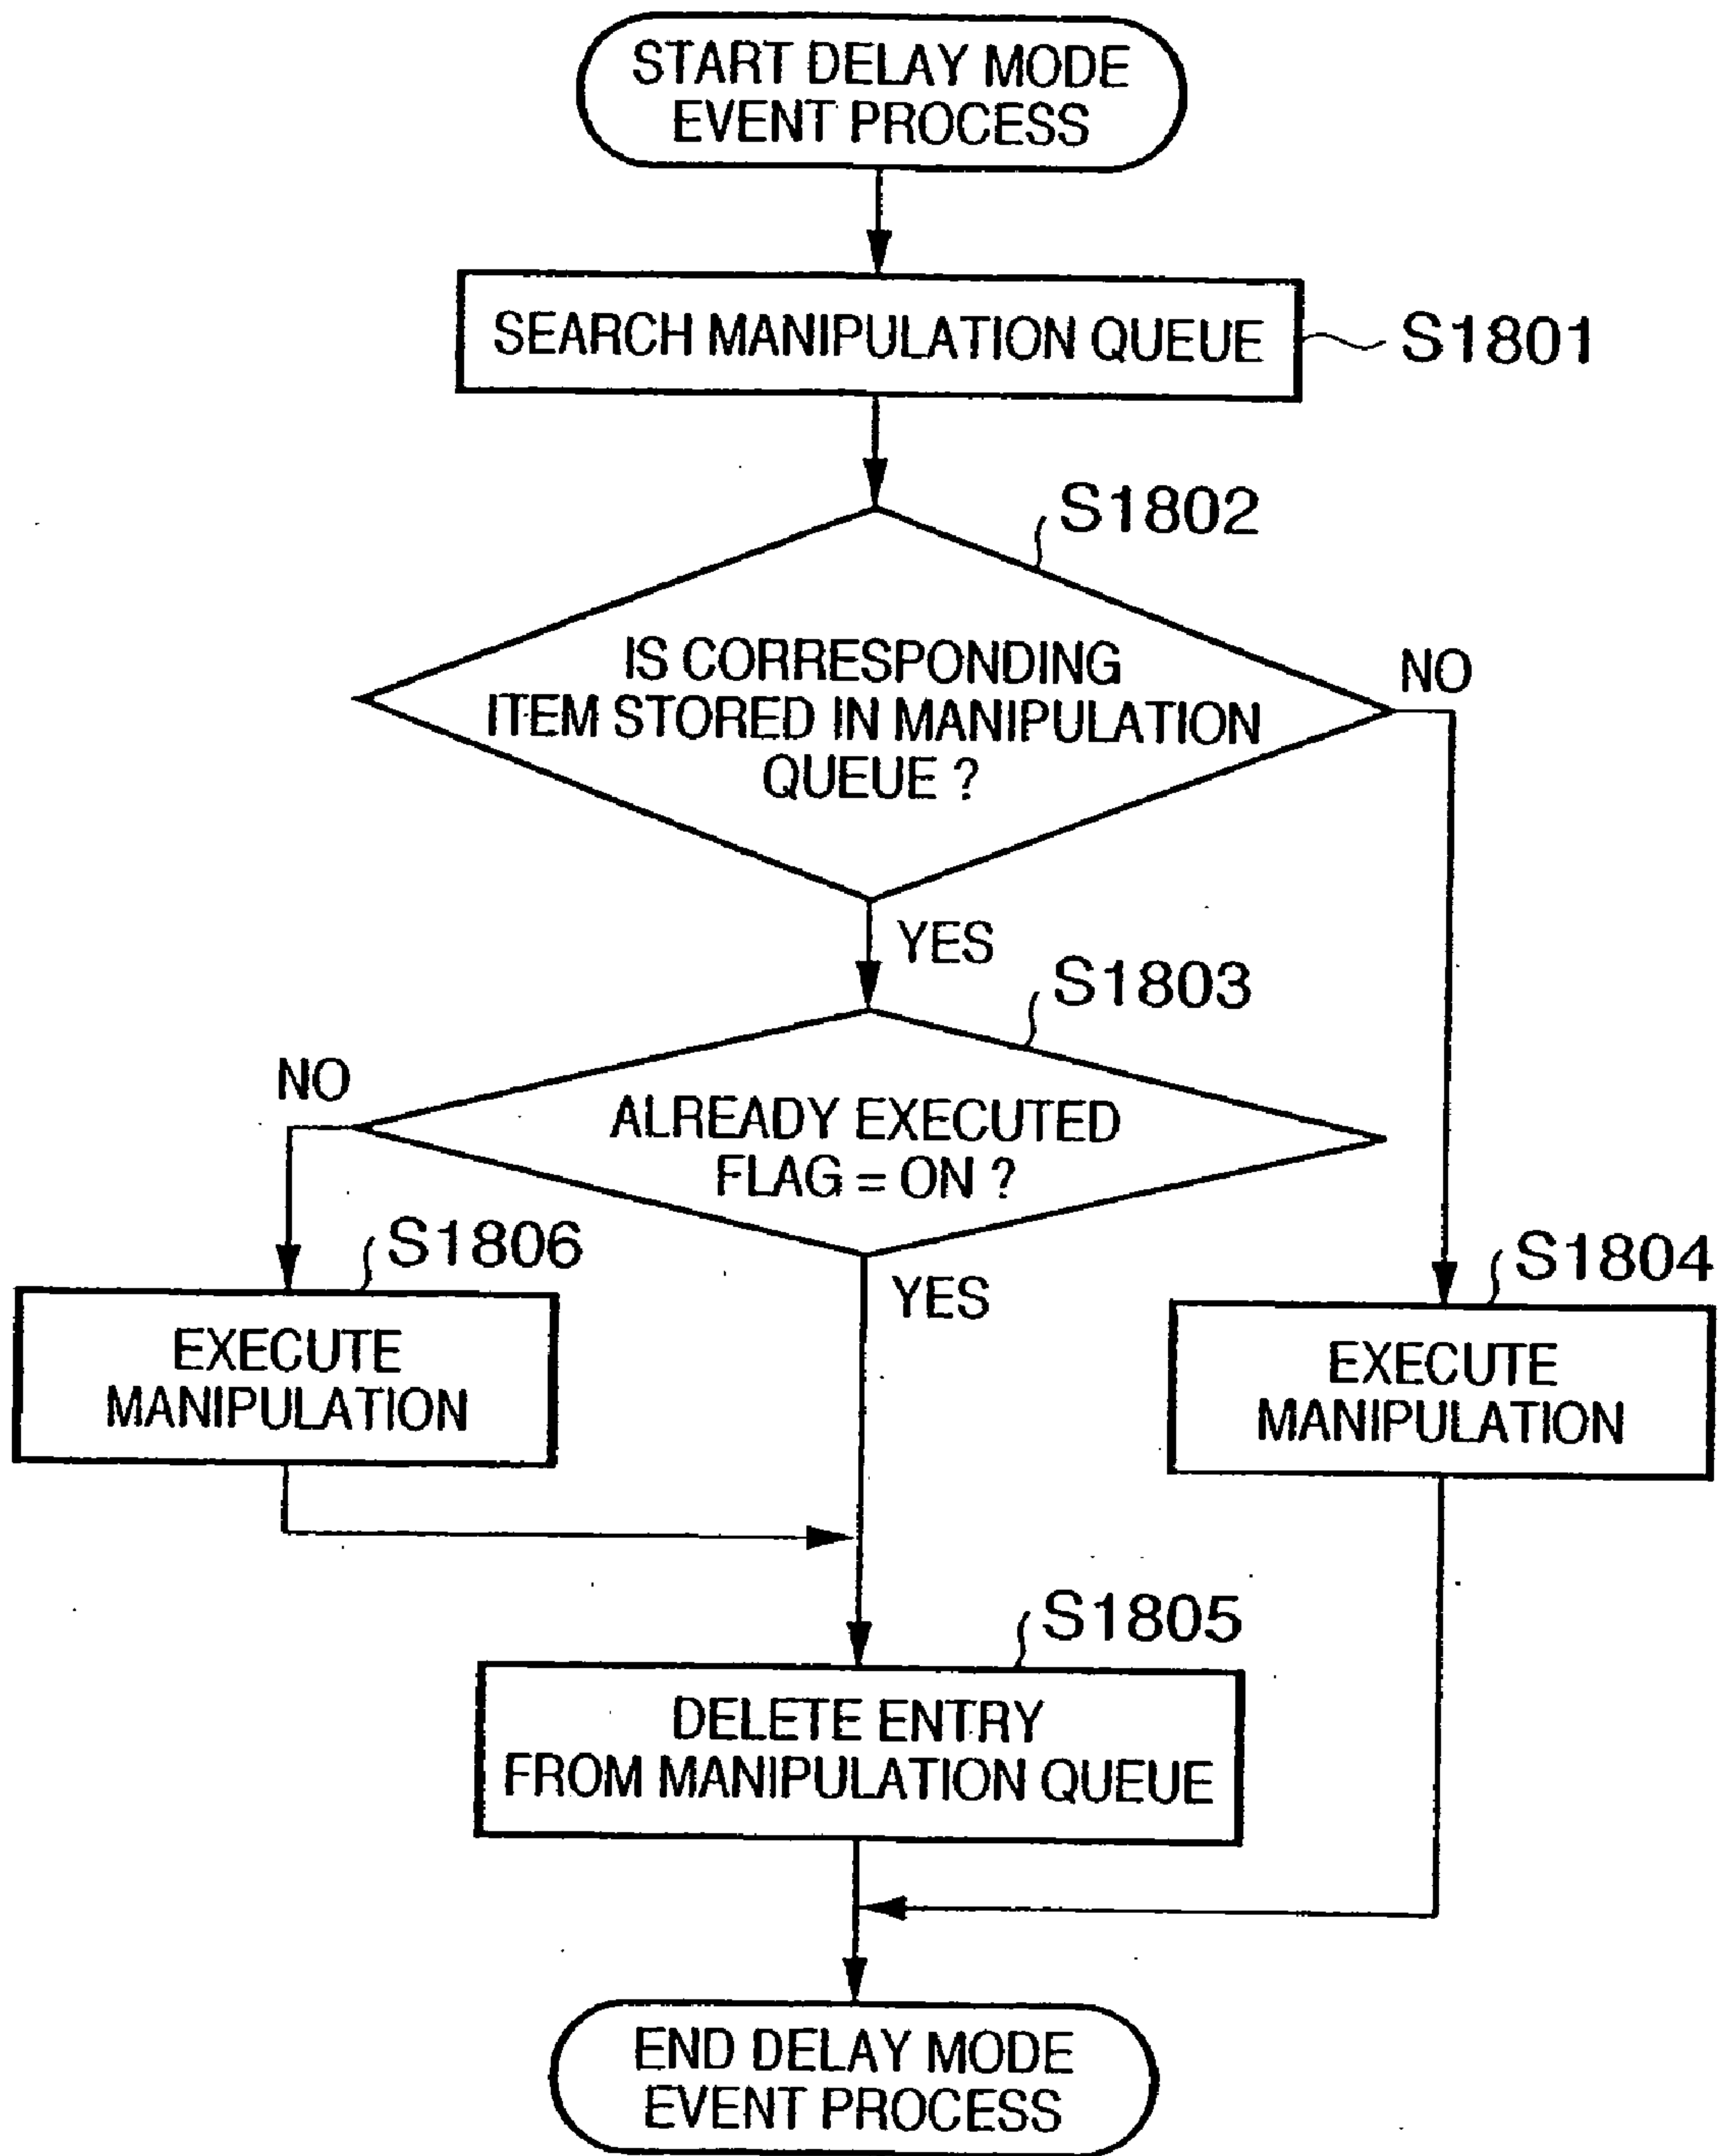 START DELAY MODE
EVENT PROCESS
SEARCH MANIPULATION QUEUE
S1801
S1802
IS CORRESPONDING
ITEM STORED IN MANIPULATION
QUEUE ?
NO
YES
S1803
NO
ALREADY EXECUTED
FLAG = ON ?
S1806
YES
S1804
EXECUTE
MANIPULATION
EXECUTE
MANIPULATION
S1805
DELETE ENTRY
FROM MANIPULATION QUEUE
END DELAY MODE
EVENT PROCESS